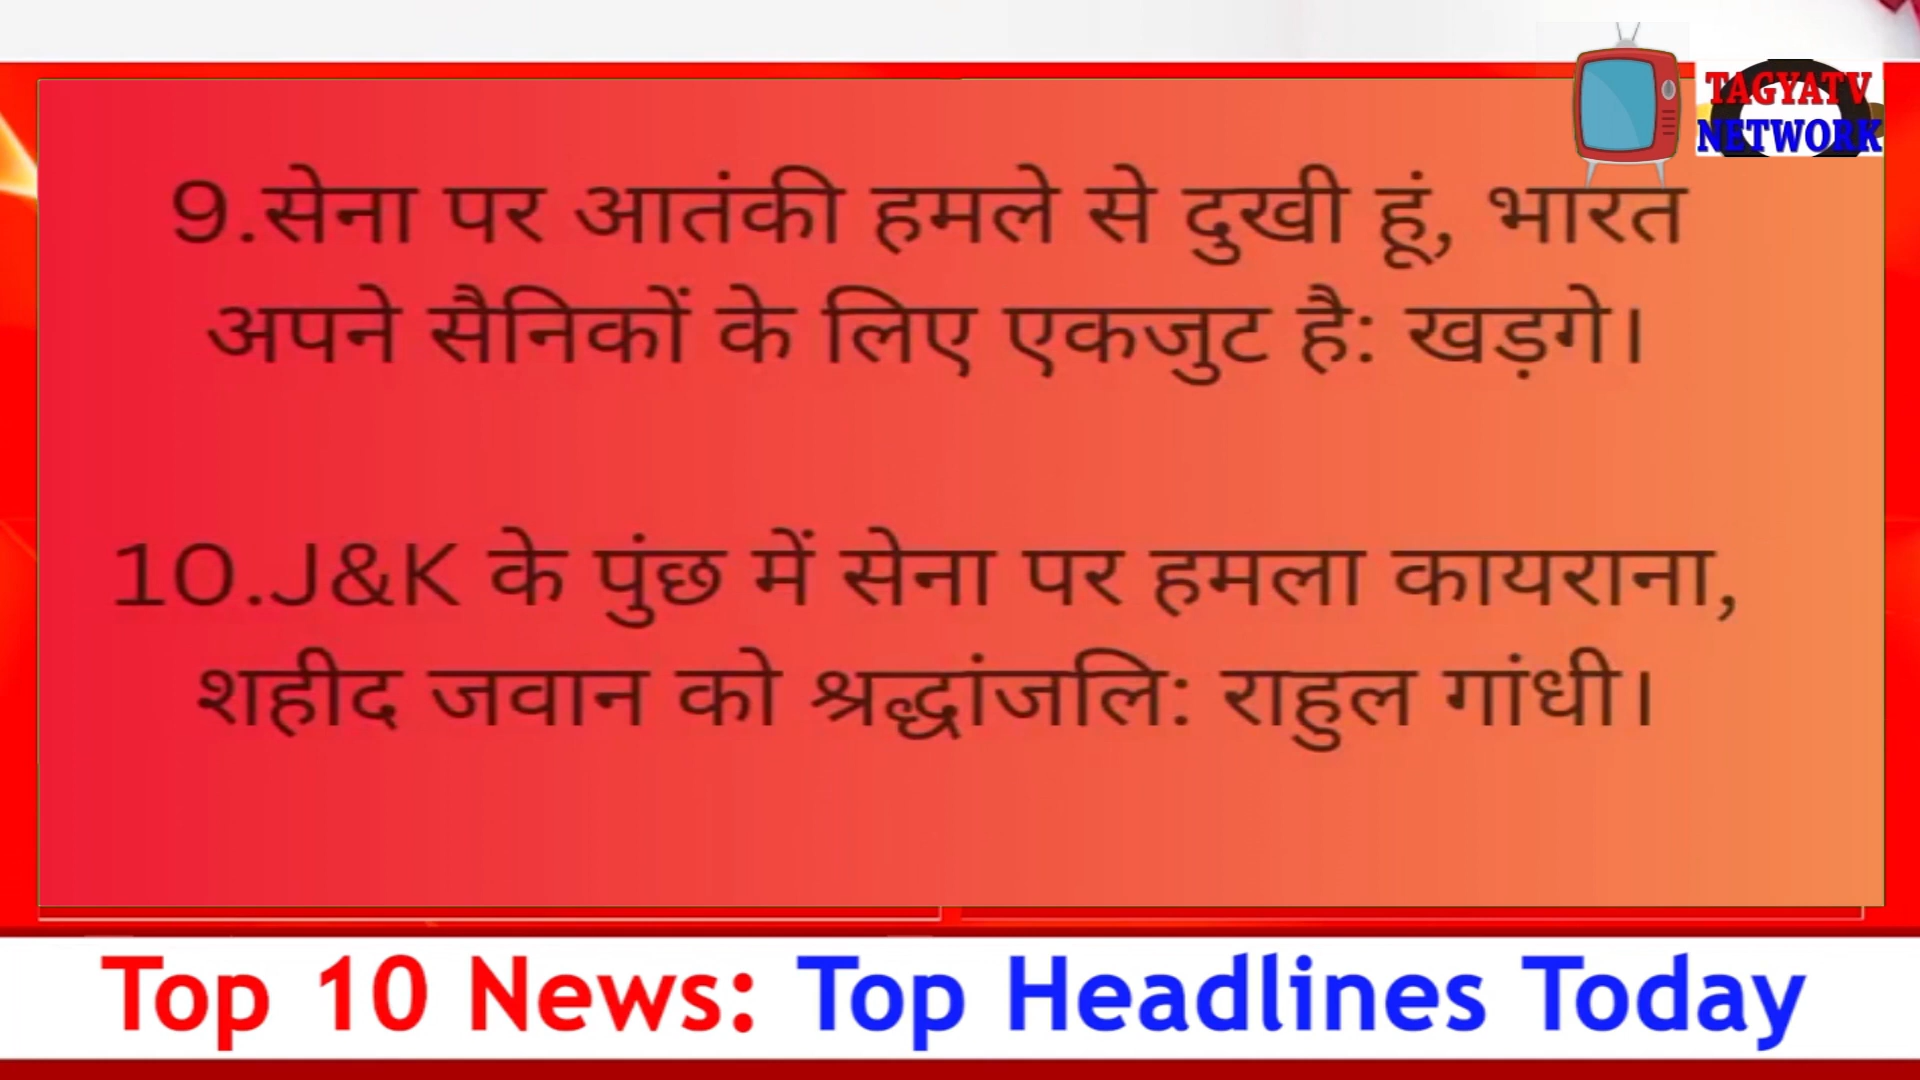 TAGYATV
NETWORK
9.सेना पर आतंकी हमले से दुखी हूं, भारत
अपने सैनिकों के लिए एकजुट है: खड़गे।
10.J&K के पुंछ में सेना पर हमला कायराना,
शहीद जवान को श्रद्धांजलि: राहुल गांधी।
Top 10 News: Top Headlines Today